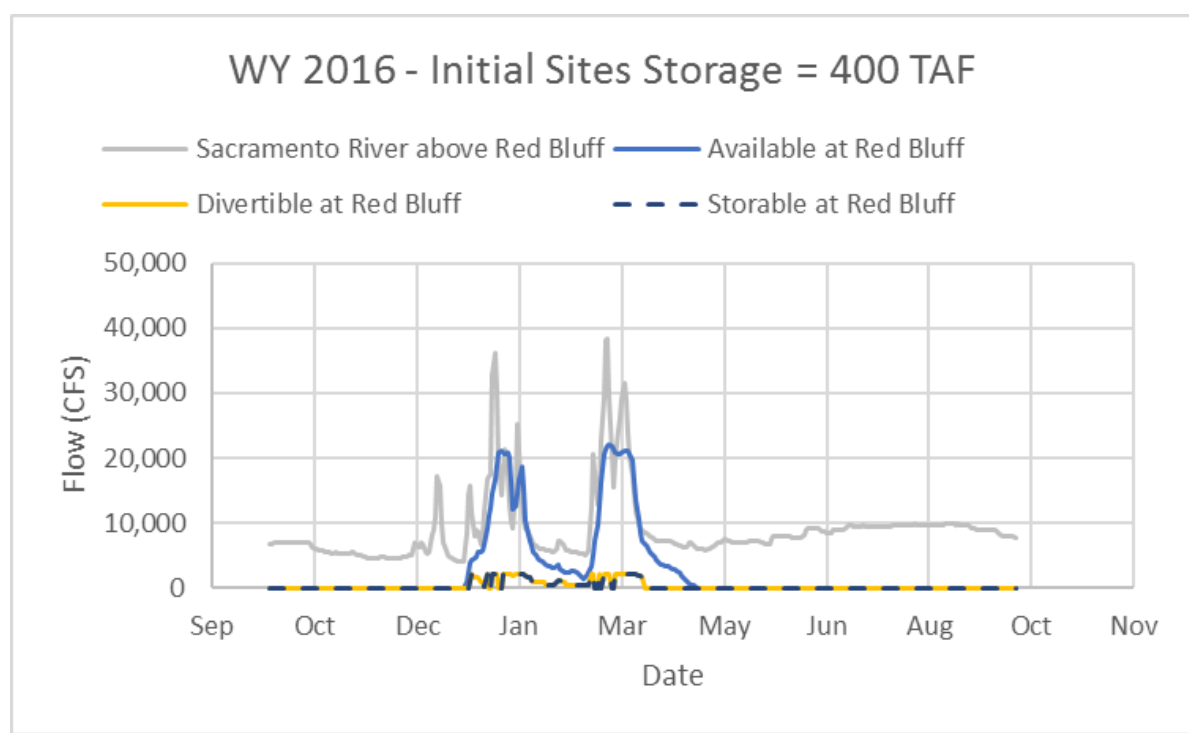 WY 2016 - Initial Sites Storage = 400 TAF
Sacramento River above Red Bluff Available at Red Bluff
Divertible at Red Bluff Storable at Red Bluff
50,000
40,000
30,000
20,000
10,000
0
Flow (CFS)
Sep Oct Dec Jan Mar May Jun Aug Oct Nov
Date